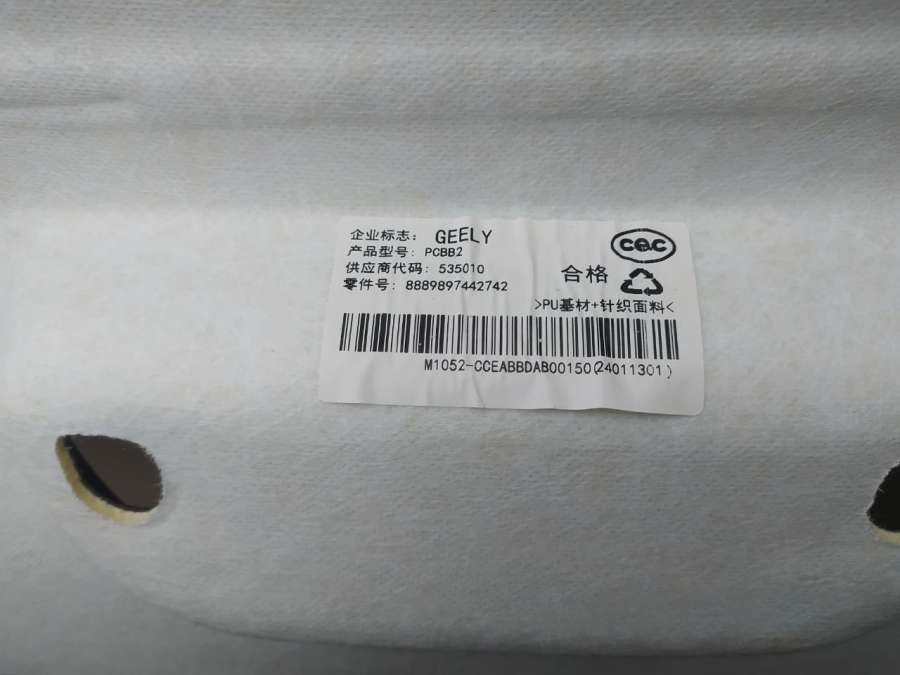 企业标志： GEELY
产品型号: PCBB2
供应商代码: 535010
零件号: 8889897442742
CCC
合格
>PU基材+针织面料<
M1052-CCEABBDAB00150(24011301)